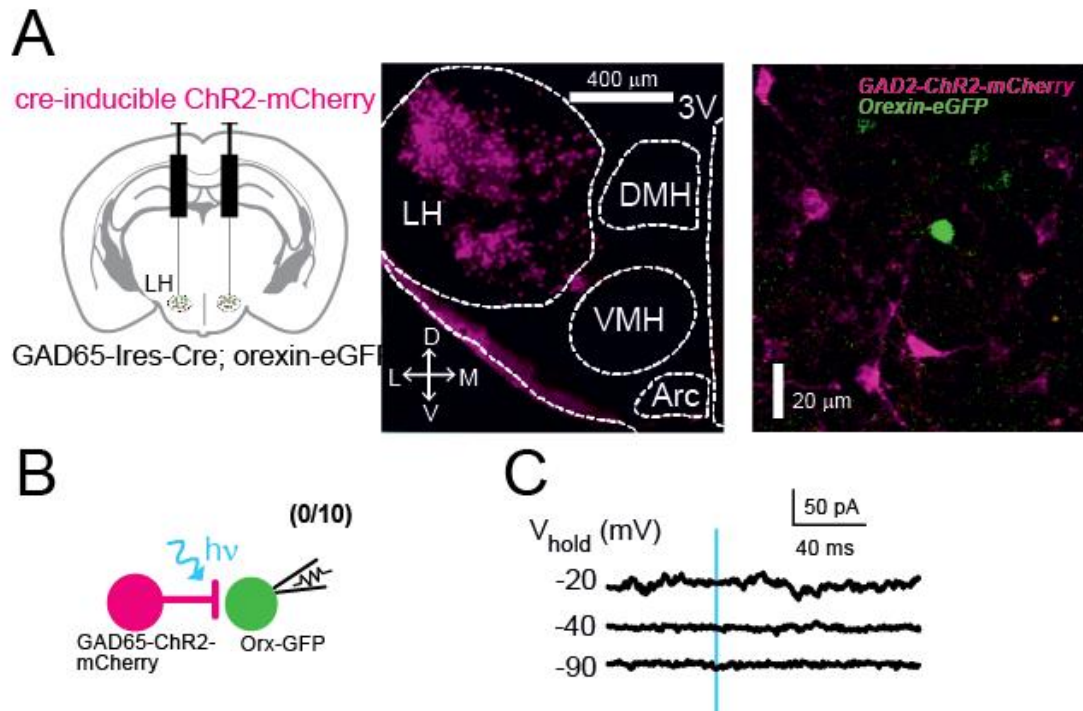 A
cre-inducible ChR2-mCherry
LH
GAD65-Ires-Cre; orexin-eGFP
400 μm
3V
LH
DMH
VMH
Arc
D
L M
V
GAD2-ChR2-mCherry
Orexin-eGFP
20 μm
B
(0/10)
hν
GAD65-ChR2-
mCherry
Orx-GFP
C
50 pA
40 ms
Vhold (mV)
-20
-40
-90